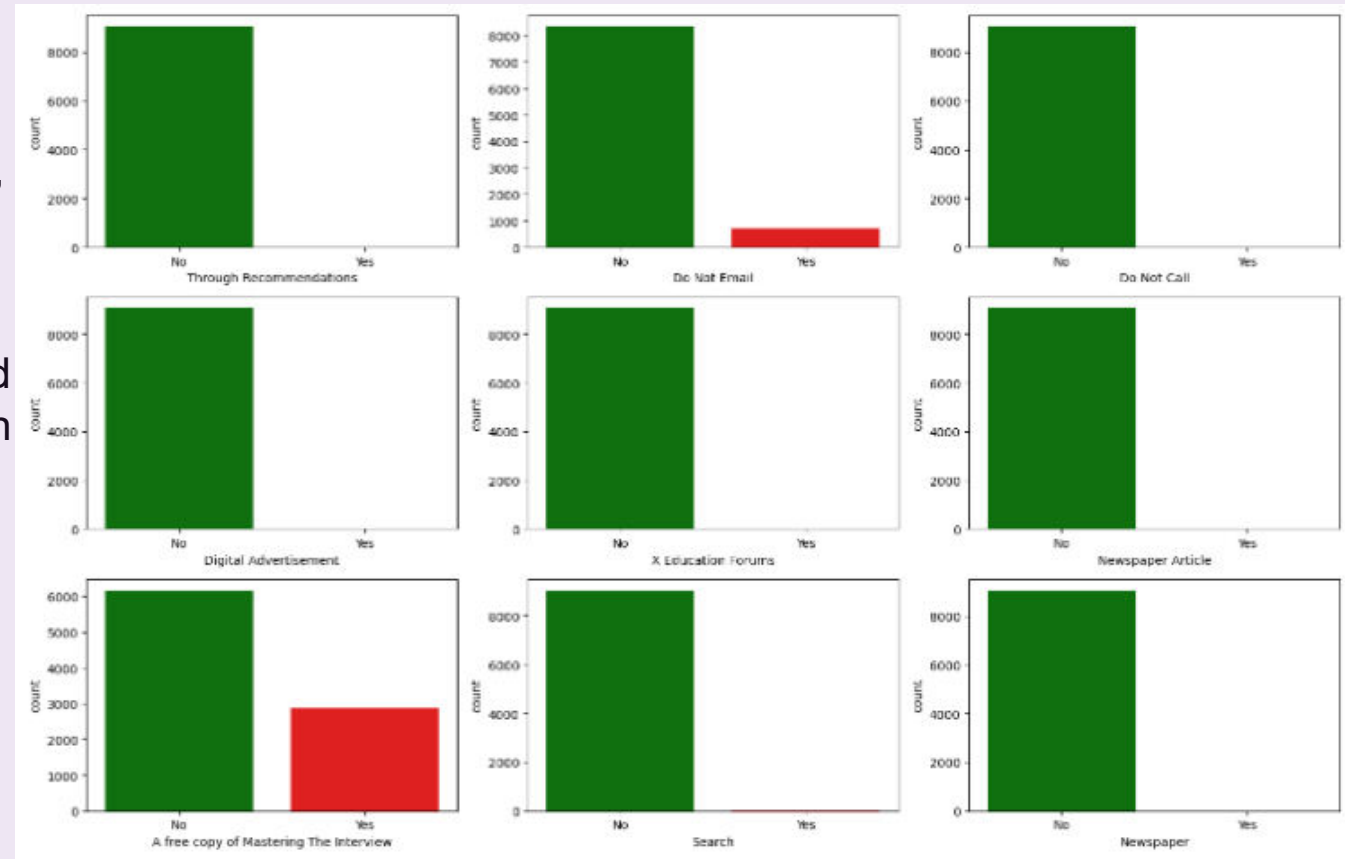 8000
6000
4000
2000
0
count
No Yes
Through Recommendations
8000
7000
6000
5000
4000
3000
2000
1000
0
count
No Yes
Do Not Email
8000
6000
4000
2000
0
count
No Yes
Do Not Call
8000
6000
4000
2000
0
count
No Yes
Digital Advertisement
8000
6000
4000
2000
0
count
No Yes
X Education Forums
8000
6000
4000
2000
0
count
No Yes
Newspaper Article
6000
5000
4000
3000
2000
1000
0
count
No Yes
A free copy of Mastering The Interview
8000
6000
4000
2000
0
count
No Yes
Search
8000
6000
4000
2000
0
count
No Yes
Newspaper